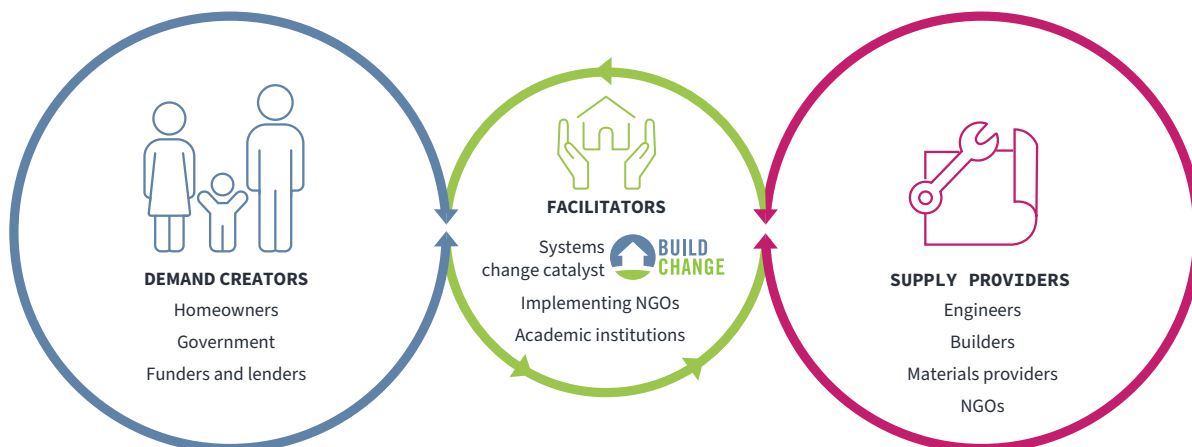 DEMAND CREATORS
Homeowners
Government
Funders and lenders
FACILITATORS
Systems
change catalyst
BUILD
CHANGE
Implementing NGOs
Academic institutions
SUPPLY PROVIDERS
Engineers
Builders
Materials providers
NGOs